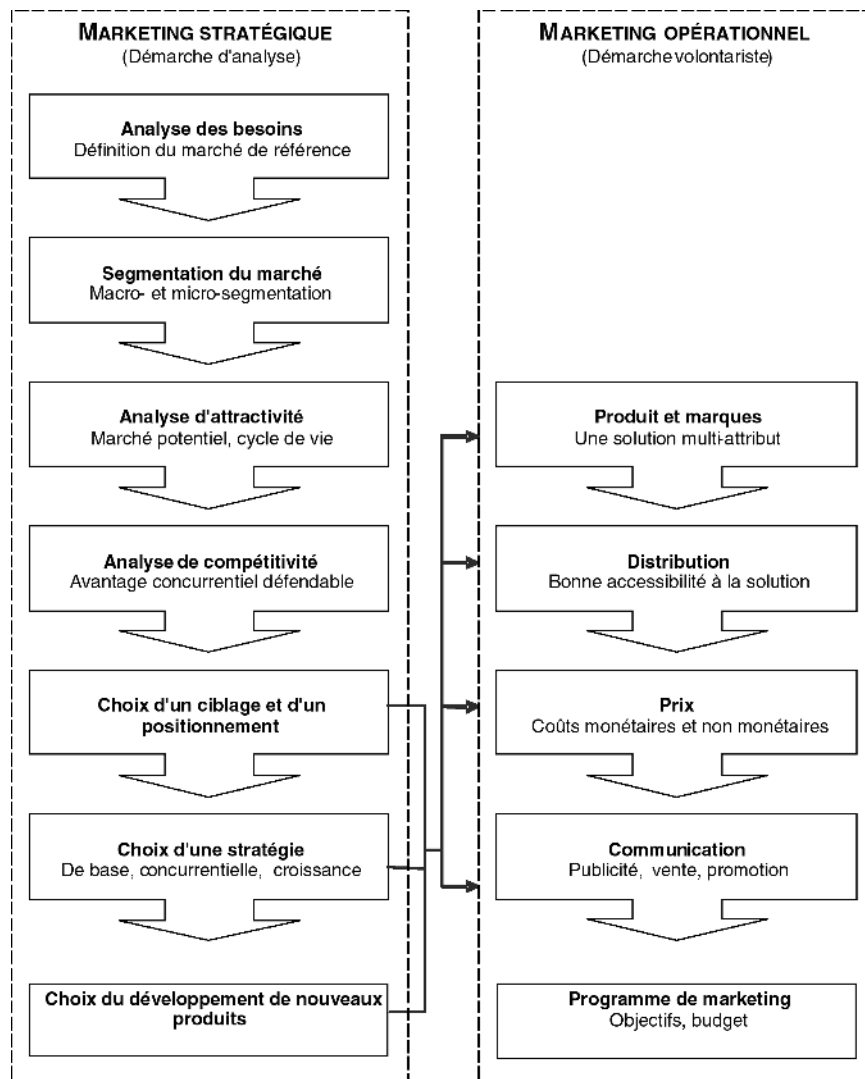 MARKETING STRATÉGIQUE
(Démarche d'analyse)
Analyse des besoins
Définition du marché de référence
Segmentation du marché
Macro- et micro-segmentation
Analyse d'attractivité
Marché potentiel, cycle de vie
Analyse de compétitivité
Avantage concurrentiel défendable
Choix d'un ciblage et d'un
positionnement
Choix d'une stratégie
De base, concurrentielle, croissance
Choix du développement de nouveaux
produits
MARKETING OPÉRATIONNEL
(Démarche volontariste)
Produit et marques
Une solution multi-attribut
Distribution
Bonne accessibilité à la solution
Prix
Coûts monétaires et non monétaires
Communication
Publicité, vente, promotion
Programme de marketing
Objectifs, budget